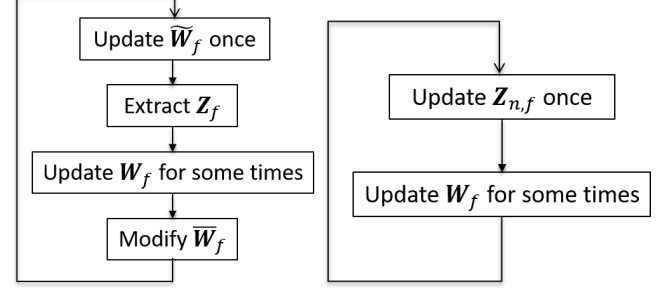 Update W̃_f once
Extract Z_f
Update W_f for some times
Modify W̅_f
Update Z_{n,f} once
Update W_f for some times